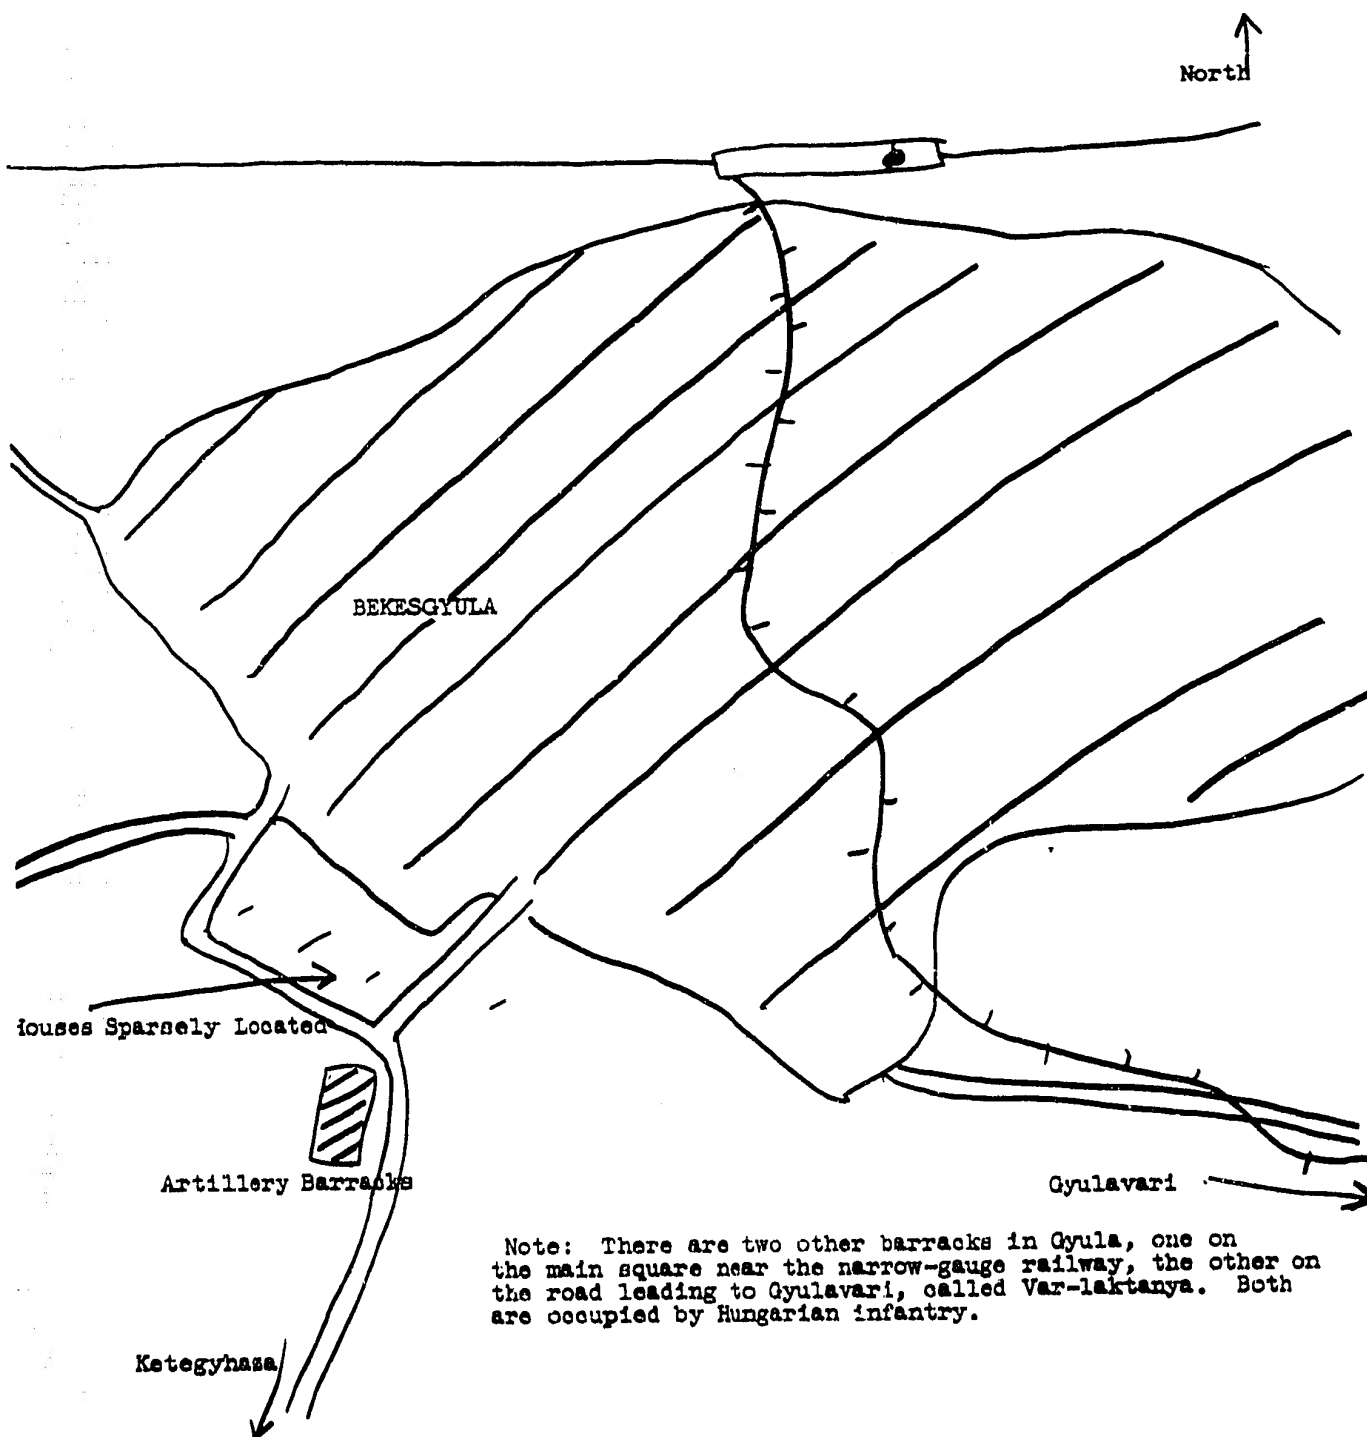 North
BEKESGYULA
Houses Sparsely Located
Artillery Barracks
Gyulavari
Note: There are two other barracks in Gyula, one on
the main square near the narrow-gauge railway, the other on
the road leading to Gyulavari, called Var-laktanya. Both
are occupied by Hungarian infantry.
Ketegyhaza